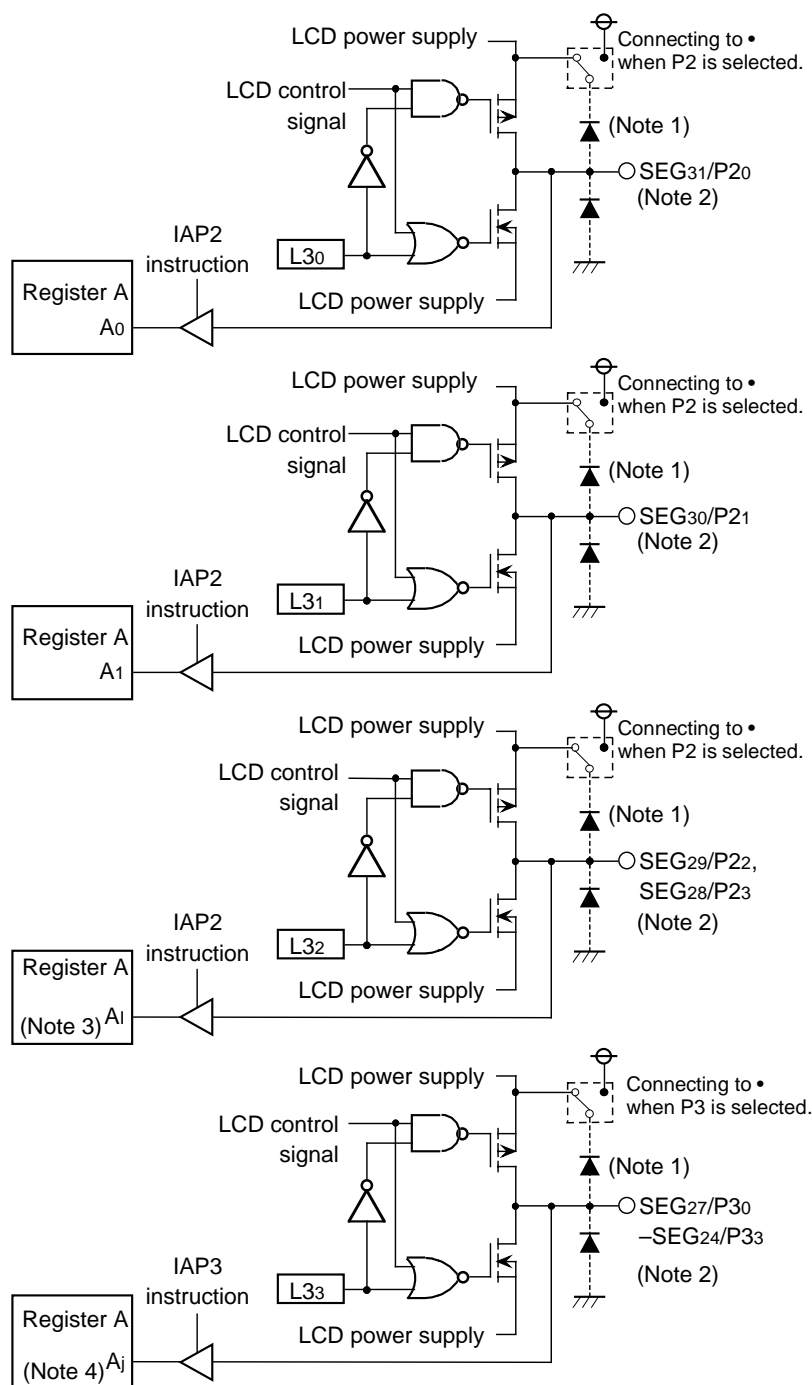 LCD power supply
Connecting to •
when P2 is selected.
LCD control
signal
(Note 1)
SEG31/P20
(Note 2)
IAP2
instruction
L30
Register A
A0
LCD power supply
LCD power supply
Connecting to •
when P2 is selected.
LCD control
signal
(Note 1)
SEG30/P21
(Note 2)
IAP2
instruction
L31
Register A
A1
LCD power supply
LCD power supply
Connecting to •
when P2 is selected.
LCD control
signal
(Note 1)
SEG29/P22,
SEG28/P23
(Note 2)
IAP2
instruction
L32
Register A
(Note 3) Al
LCD power supply
LCD power supply
Connecting to •
when P3 is selected.
LCD control
signal
(Note 1)
SEG27/P30
–SEG24/P33
(Note 2)
IAP3
instruction
L33
Register A
(Note 4) Aj
LCD power supply